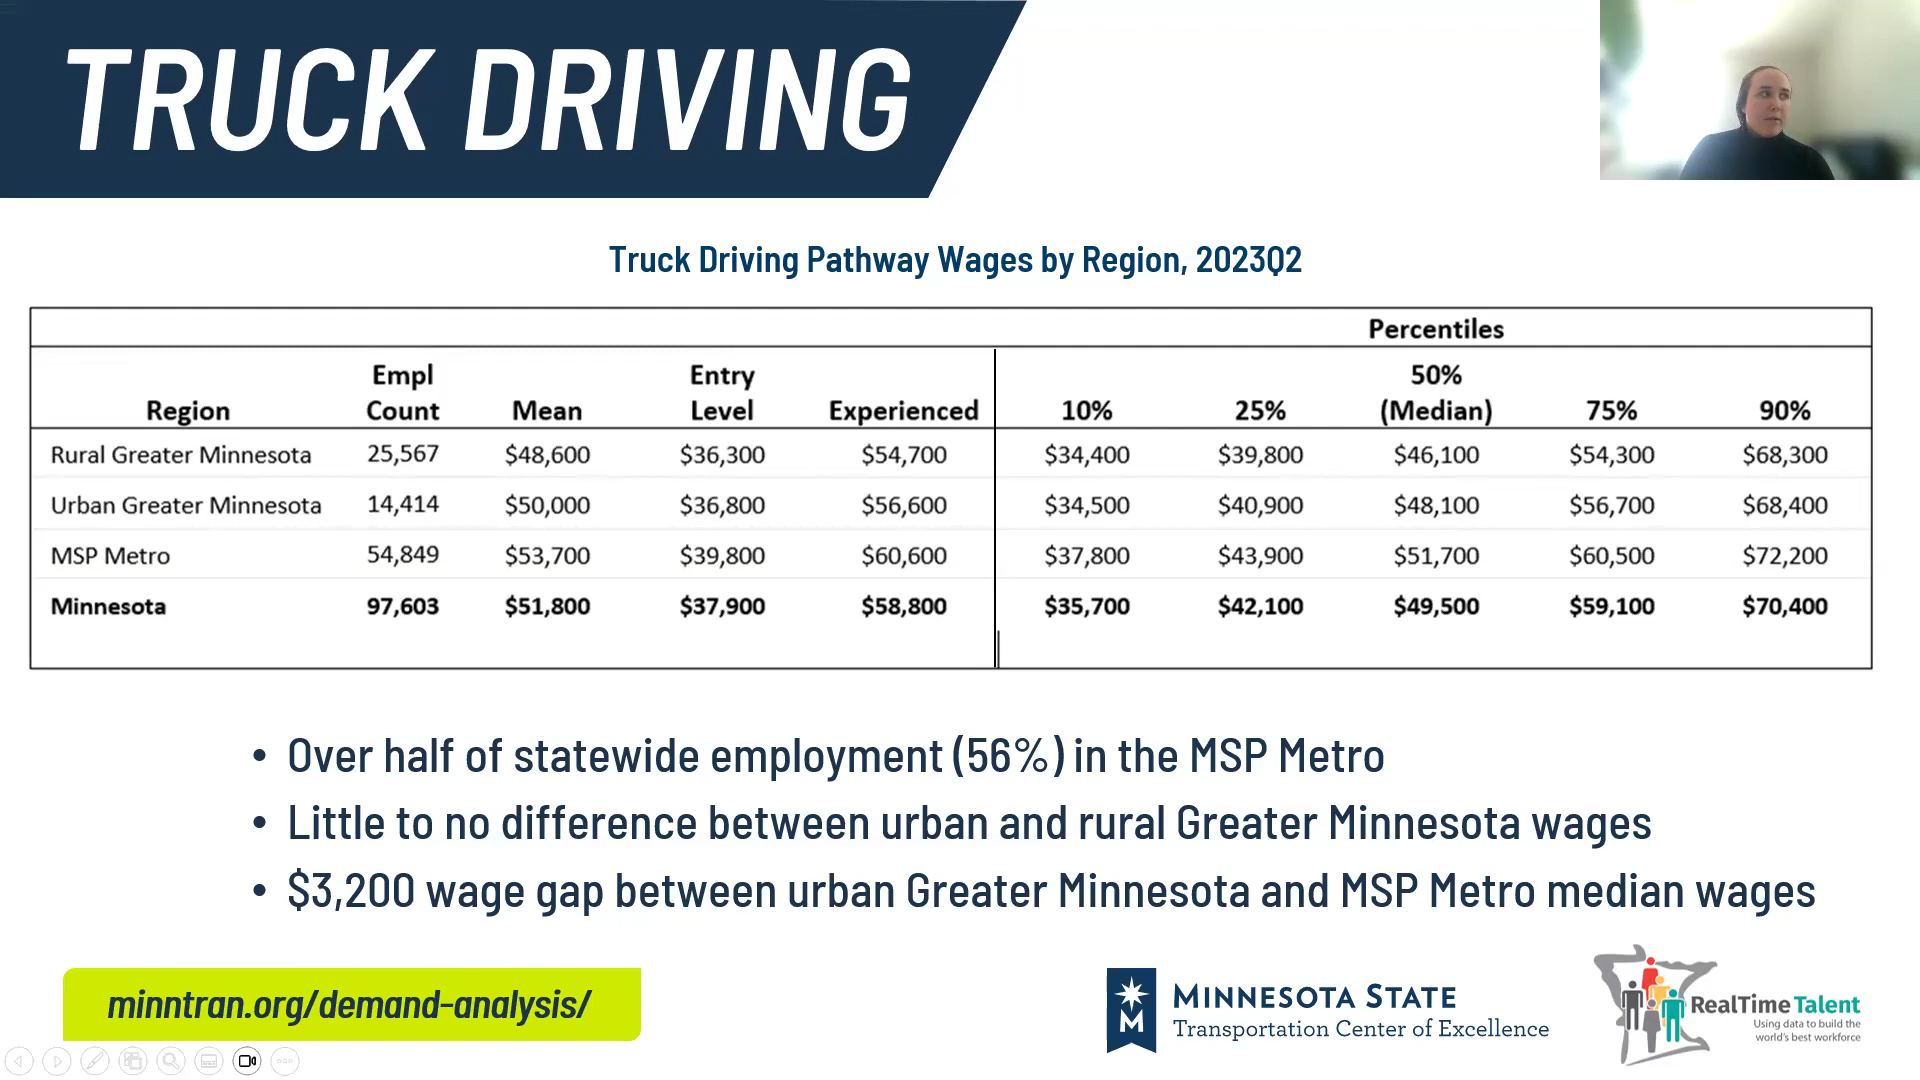 TRUCK DRIVING
Truck Driving Pathway Wages by Region, 2023Q2
Percentiles
Region Empl Count Mean Entry Level Experienced 10% 25% 50% (Median) 75% 90%
Rural Greater Minnesota 25,567 $48,600 $36,300 $54,700 $34,400 $39,800 $46,100 $54,300 $68,300
Urban Greater Minnesota 14,414 $50,000 $36,800 $56,600 $34,500 $40,900 $48,100 $56,700 $68,400
MSP Metro 54,849 $53,700 $39,800 $60,600 $37,800 $43,900 $51,700 $60,500 $72,200
Minnesota 97,603 $51,800 $37,900 $58,800 $35,700 $42,100 $49,500 $59,100 $70,400
• Over half of statewide employment (56%) in the MSP Metro
• Little to no difference between urban and rural Greater Minnesota wages
• $3,200 wage gap between urban Greater Minnesota and MSP Metro median wages
minntran.org/demand-analysis/
M
MINNESOTA STATE
Transportation Center of Excellence
RealTime Talent
Using data to build the
world's best workforce